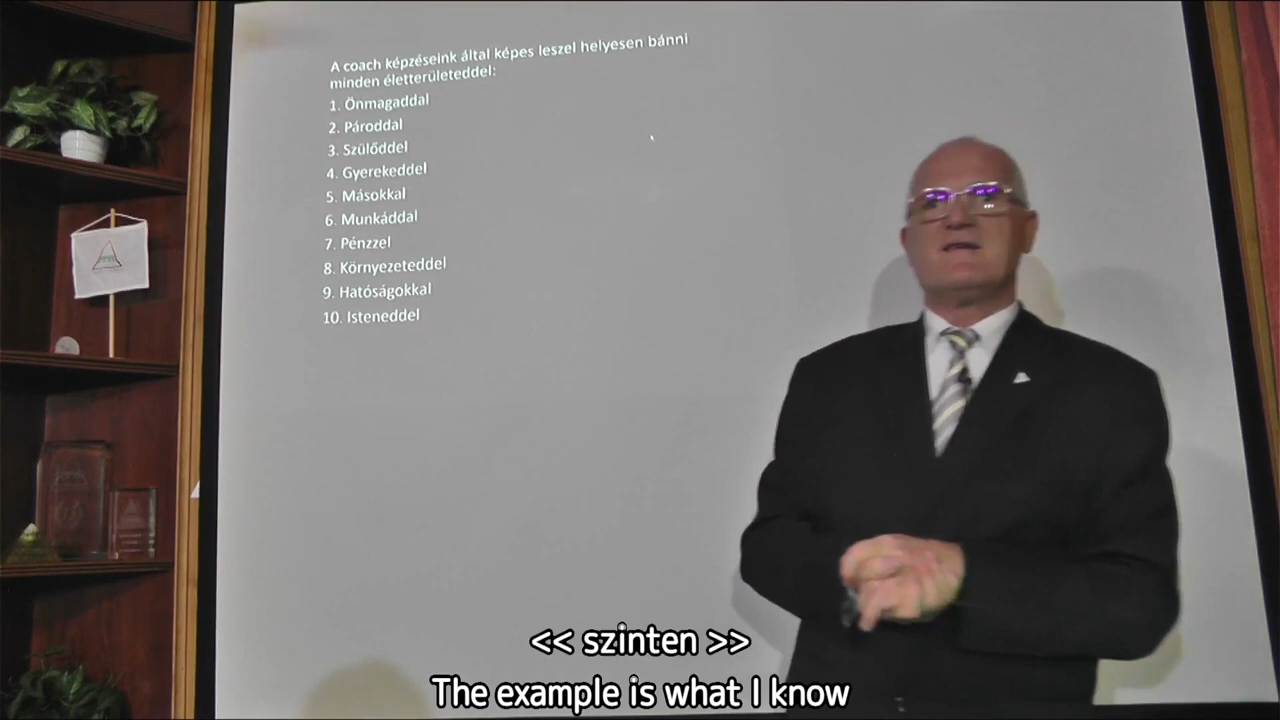 A coach képzéseink által képes leszel helyesen bánni
minden életterületeddel:
1. Önmagaddal
2. Pároddal
3. Szülőddel
4. Gyerekeddel
5. Másokkal
6. Munkáddal
7. Pénzzel
8. Környezeteddel
9. Hatóságokkal
10. Isteneddel
<< szinten >>
The example is what I know